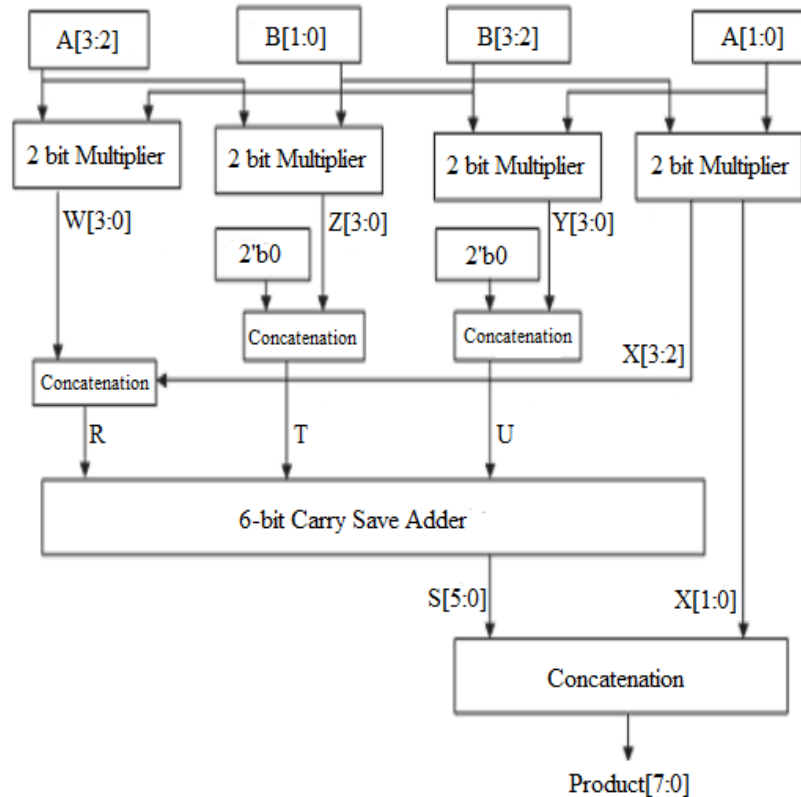 A[3:2]
B[1:0]
B[3:2]
A[1:0]
2 bit Multiplier
2 bit Multiplier
2 bit Multiplier
2 bit Multiplier
W[3:0]
Z[3:0]
Y[3:0]
2'b0
2'b0
Concatenation
Concatenation
X[3:2]
Concatenation
R
T
U
6-bit Carry Save Adder
S[5:0]
X[1:0]
Concatenation
Product[7:0]